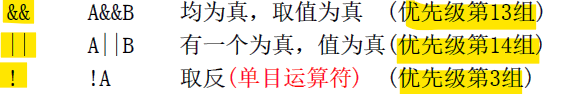 && A&&B 均为真，取值为真 (优先级第13组)
|| A||B 有一个为真，值为真(优先级第14组)
! !A 取反(单目运算符) (优先级第3组)